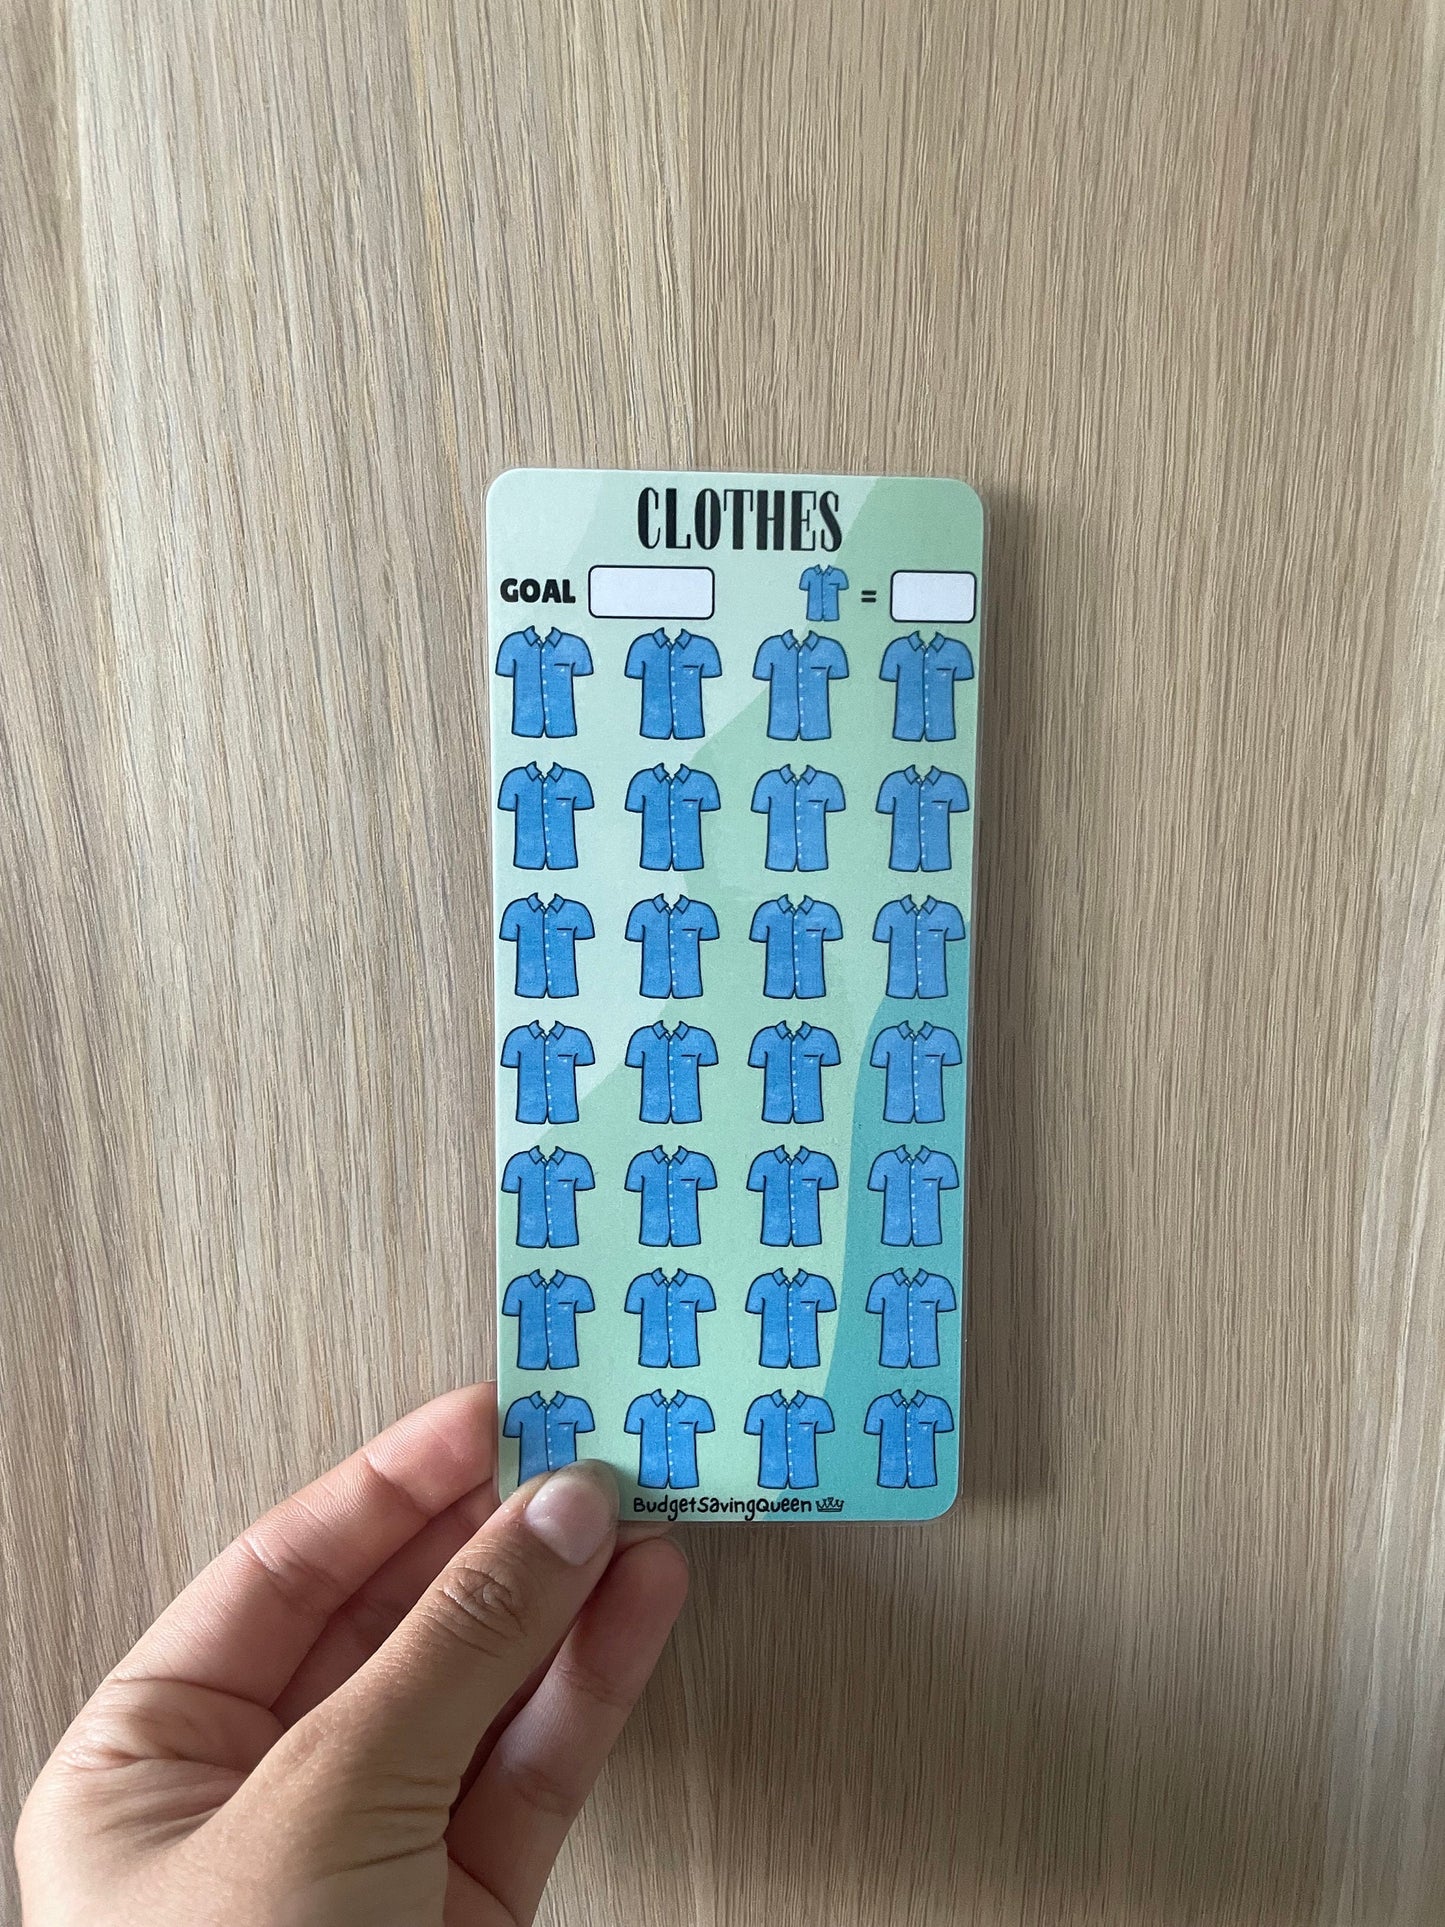 CLOTHES
GOAL
=
BudgetSavingQueen